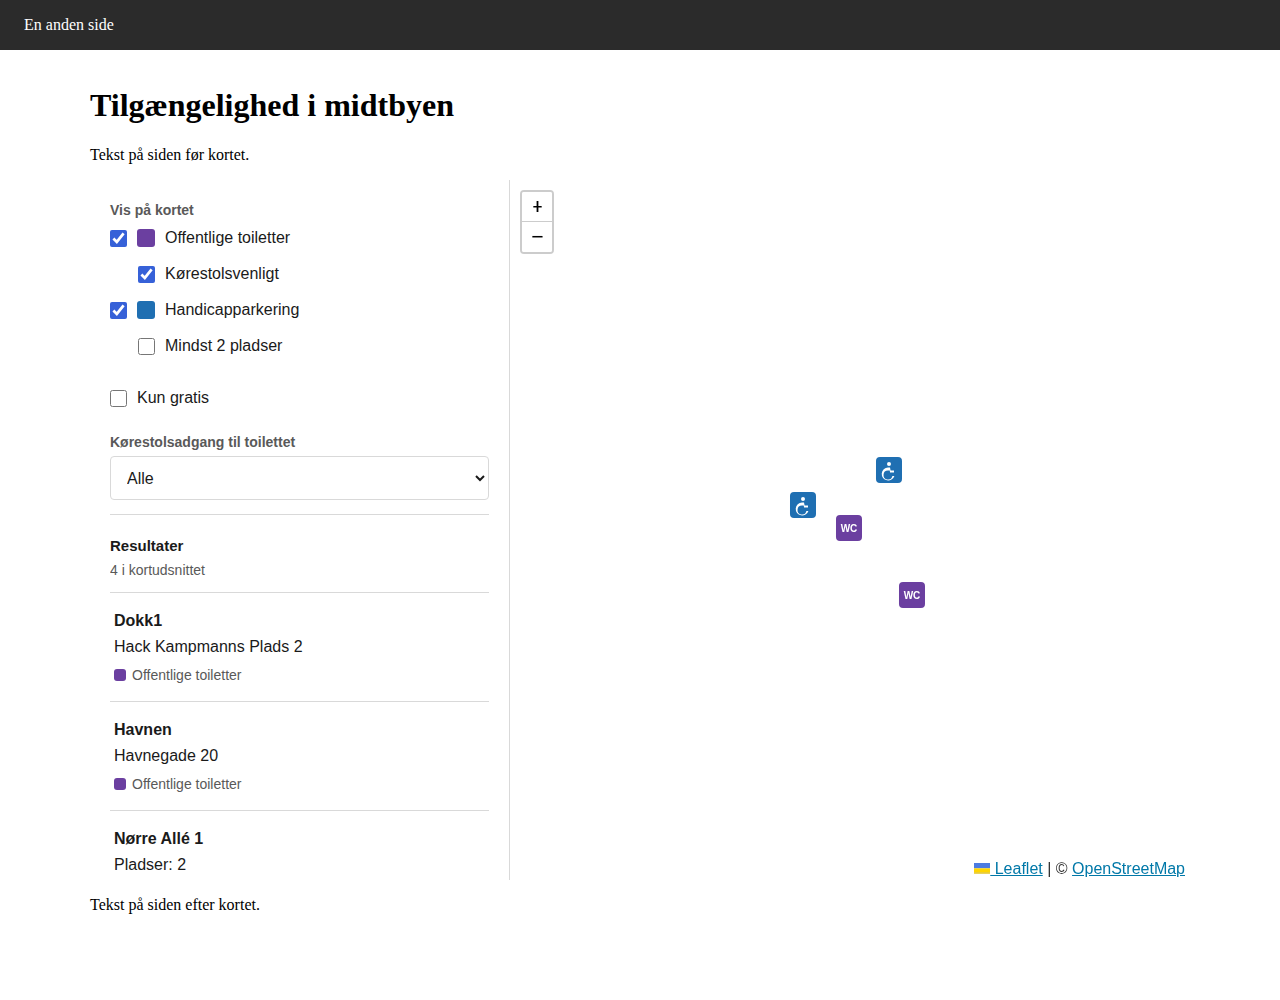 En anden side
Tilgængelighed i midtbyen
Tekst på siden før kortet.
Vis på kortet
Offentlige toiletter
Kørestolsvenligt
Handicapparkering
Mindst 2 pladser
Kun gratis
Kørestolsadgang til toilettet
Alle
Resultater
4 i kortudsnittet
Dokk1
Hack Kampmanns Plads 2
Offentlige toiletter
Havnen
Havnegade 20
Offentlige toiletter
Nørre Allé 1
Pladser: 2
+
−
WC
WC
Leaflet | © OpenStreetMap
Tekst på siden efter kortet.